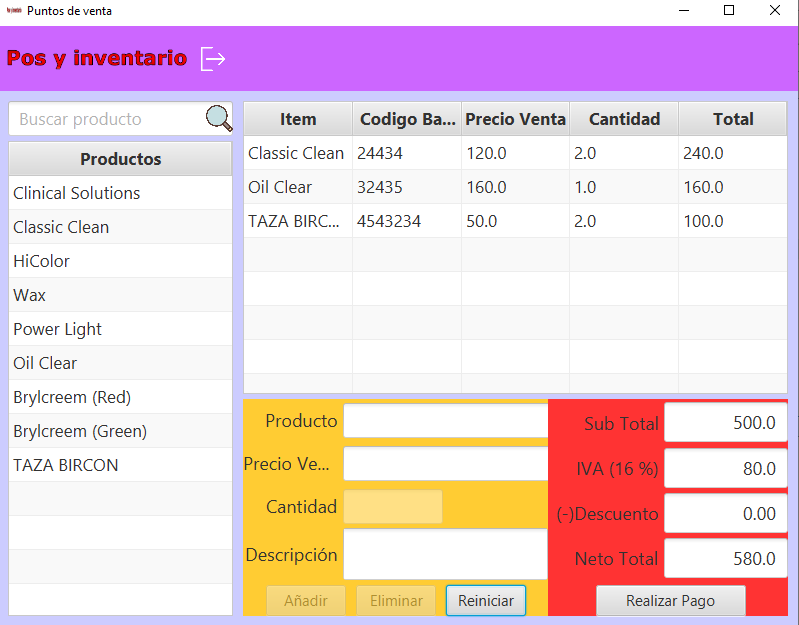 Puntos de venta
Pos y inventario
Buscar producto
Productos
Clinical Solutions
Classic Clean
HiColor
Wax
Power Light
Oil Clear
Brylcreem (Red)
Brylcreem (Green)
TAZA BIRCON
Item Codigo Ba... Precio Venta Cantidad Total
Classic Clean 24434 120.0 2.0 240.0
Oil Clear 32435 160.0 1.0 160.0
TAZA BIRC... 4543234 50.0 2.0 100.0
Producto
Precio Ve...
Cantidad
Descripción
Añadir Eliminar Reiniciar
Sub Total 500.0
IVA (16 %) 80.0
(-)Descuento 0.00
Neto Total 580.0
Realizar Pago